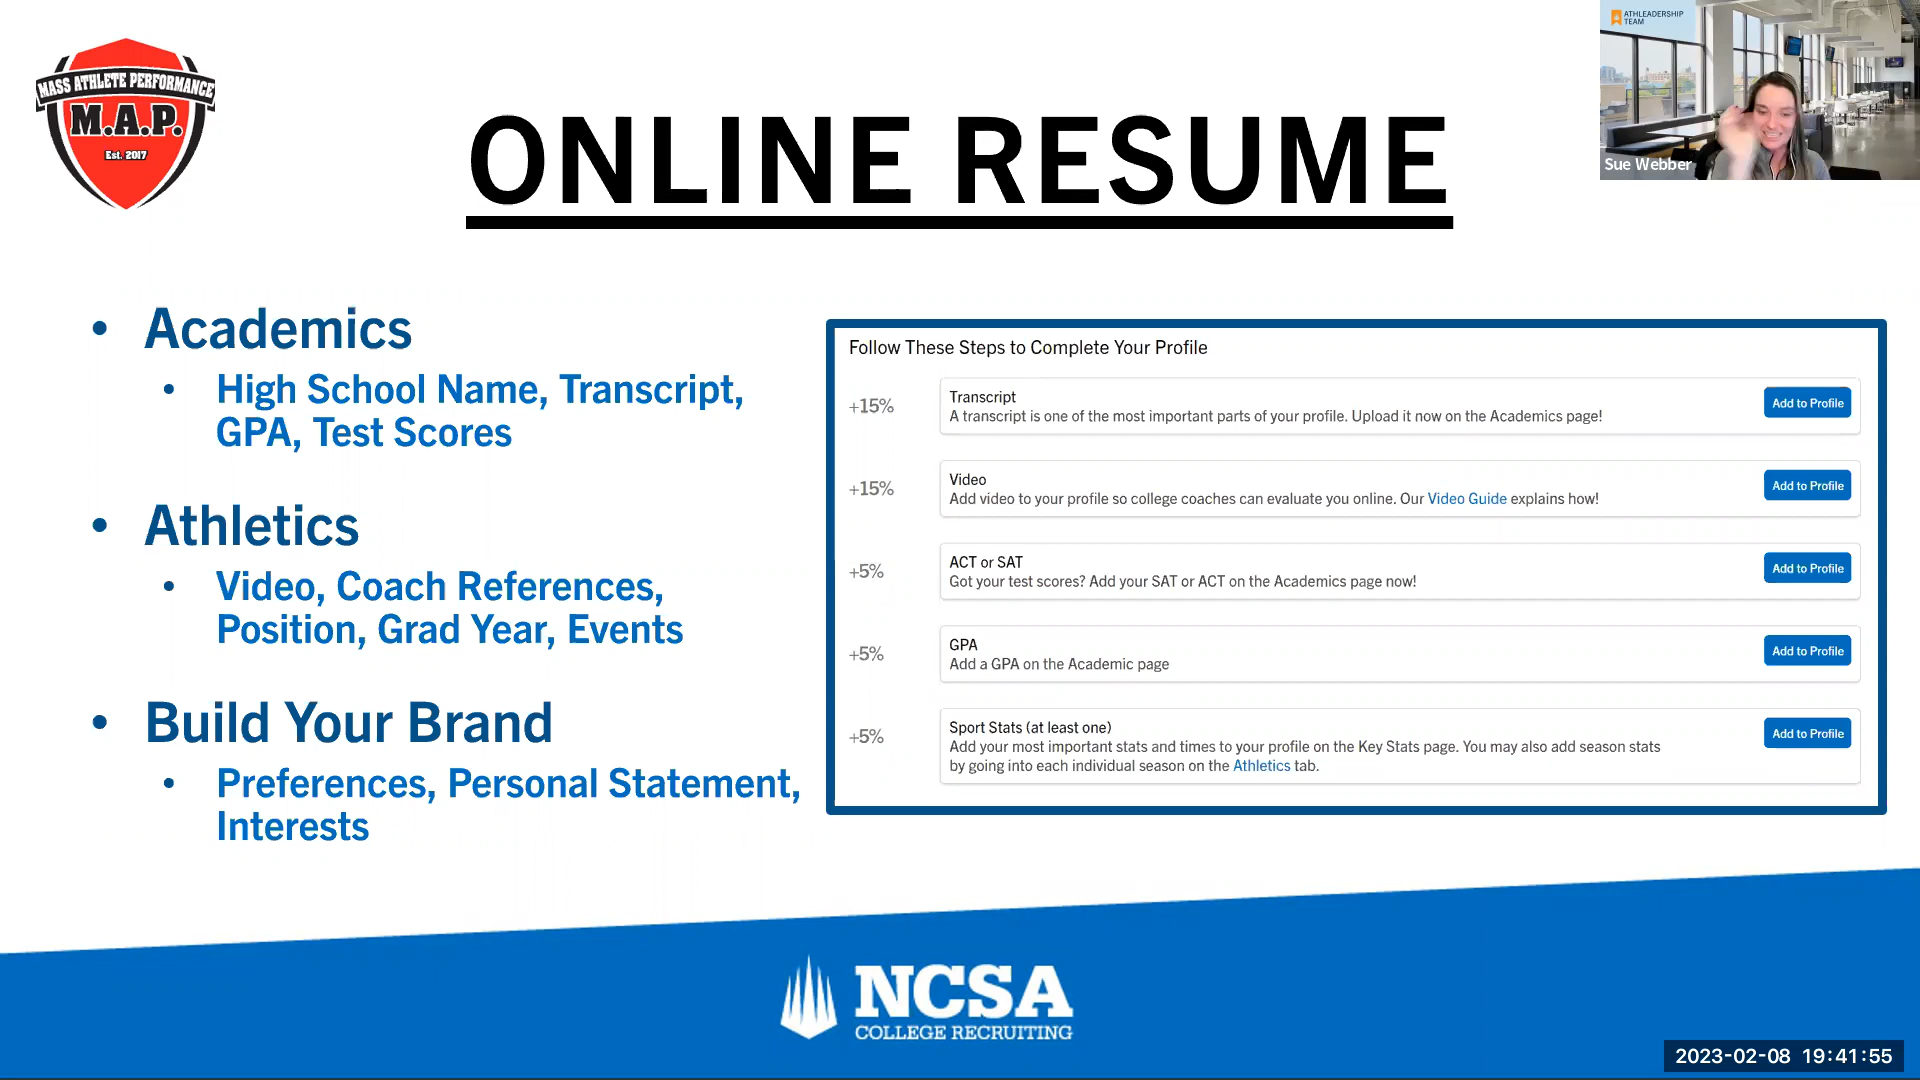 MASS ATHLETE PERFORMANCE
M.A.P.
Est. 2017
ATHLEADERSHIP
TEAM
Sue Webber
ONLINE RESUME
• Academics
• High School Name, Transcript,
GPA, Test Scores
• Athletics
• Video, Coach References,
Position, Grad Year, Events
• Build Your Brand
• Preferences, Personal Statement,
Interests
Follow These Steps to Complete Your Profile
+15%
Transcript
A transcript is one of the most important parts of your profile. Upload it now on the Academics page!
Add to Profile
+15%
Video
Add video to your profile so college coaches can evaluate you online. Our Video Guide explains how!
Add to Profile
+5%
ACT or SAT
Got your test scores? Add your SAT or ACT on the Academics page now!
Add to Profile
+5%
GPA
Add a GPA on the Academic page
Add to Profile
+5%
Sport Stats (at least one)
Add your most important stats and times to your profile on the Key Stats page. You may also add season stats
by going into each individual season on the Athletics tab.
Add to Profile
NCSA
COLLEGE RECRUITING
2023-02-08 19:41:55